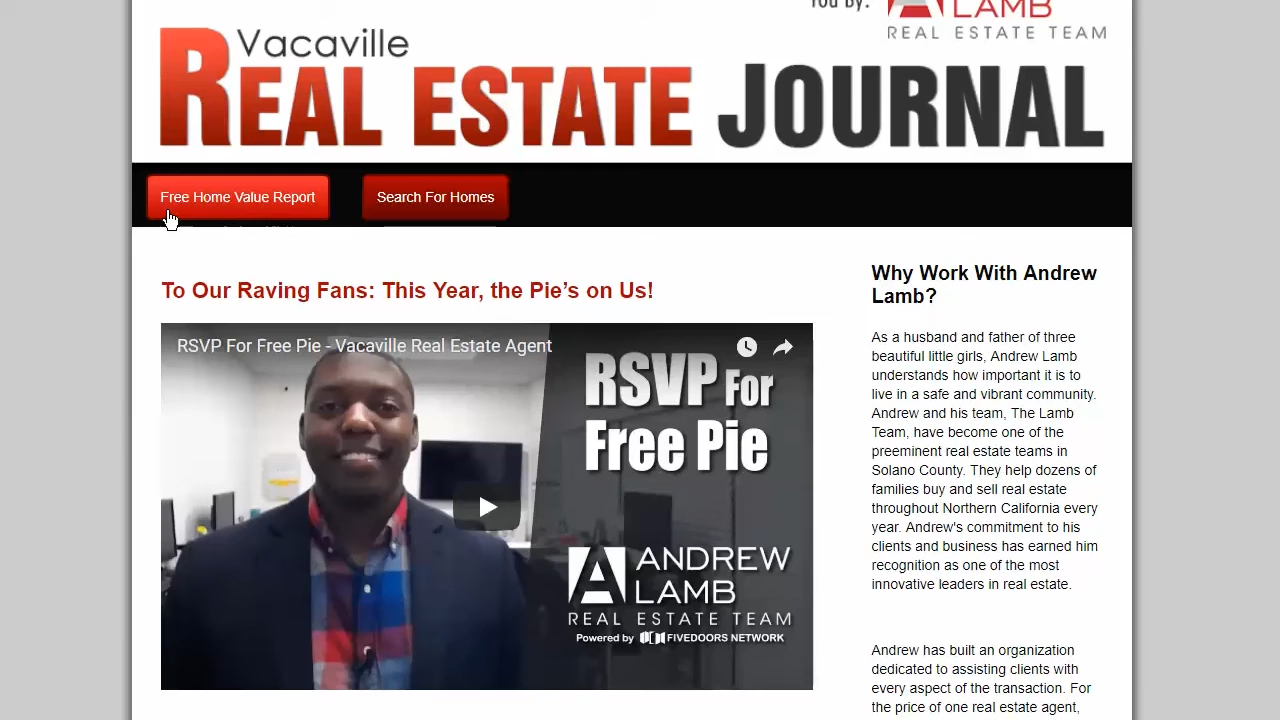 You By:
LAMB
REAL ESTATE TEAM
Vacaville
REAL ESTATE JOURNAL
Free Home Value Report
Search For Homes
To Our Raving Fans: This Year, the Pie’s on Us!
RSVP For Free Pie - Vacaville Real Estate Agent
RSVP For
Free Pie
ANDREW
LAMB
REAL ESTATE TEAM
Powered by FIVEDOORS NETWORK
Why Work With Andrew
Lamb?
As a husband and father of three
beautiful little girls, Andrew Lamb
understands how important it is to
live in a safe and vibrant community.
Andrew and his team, The Lamb
Team, have become one of the
preeminent real estate teams in
Solano County. They help dozens of
families buy and sell real estate
throughout Northern California every
year. Andrew's commitment to his
clients and business has earned him
recognition as one of the most
innovative leaders in real estate.
Andrew has built an organization
dedicated to assisting clients with
every aspect of the transaction. For
the price of one real estate agent,